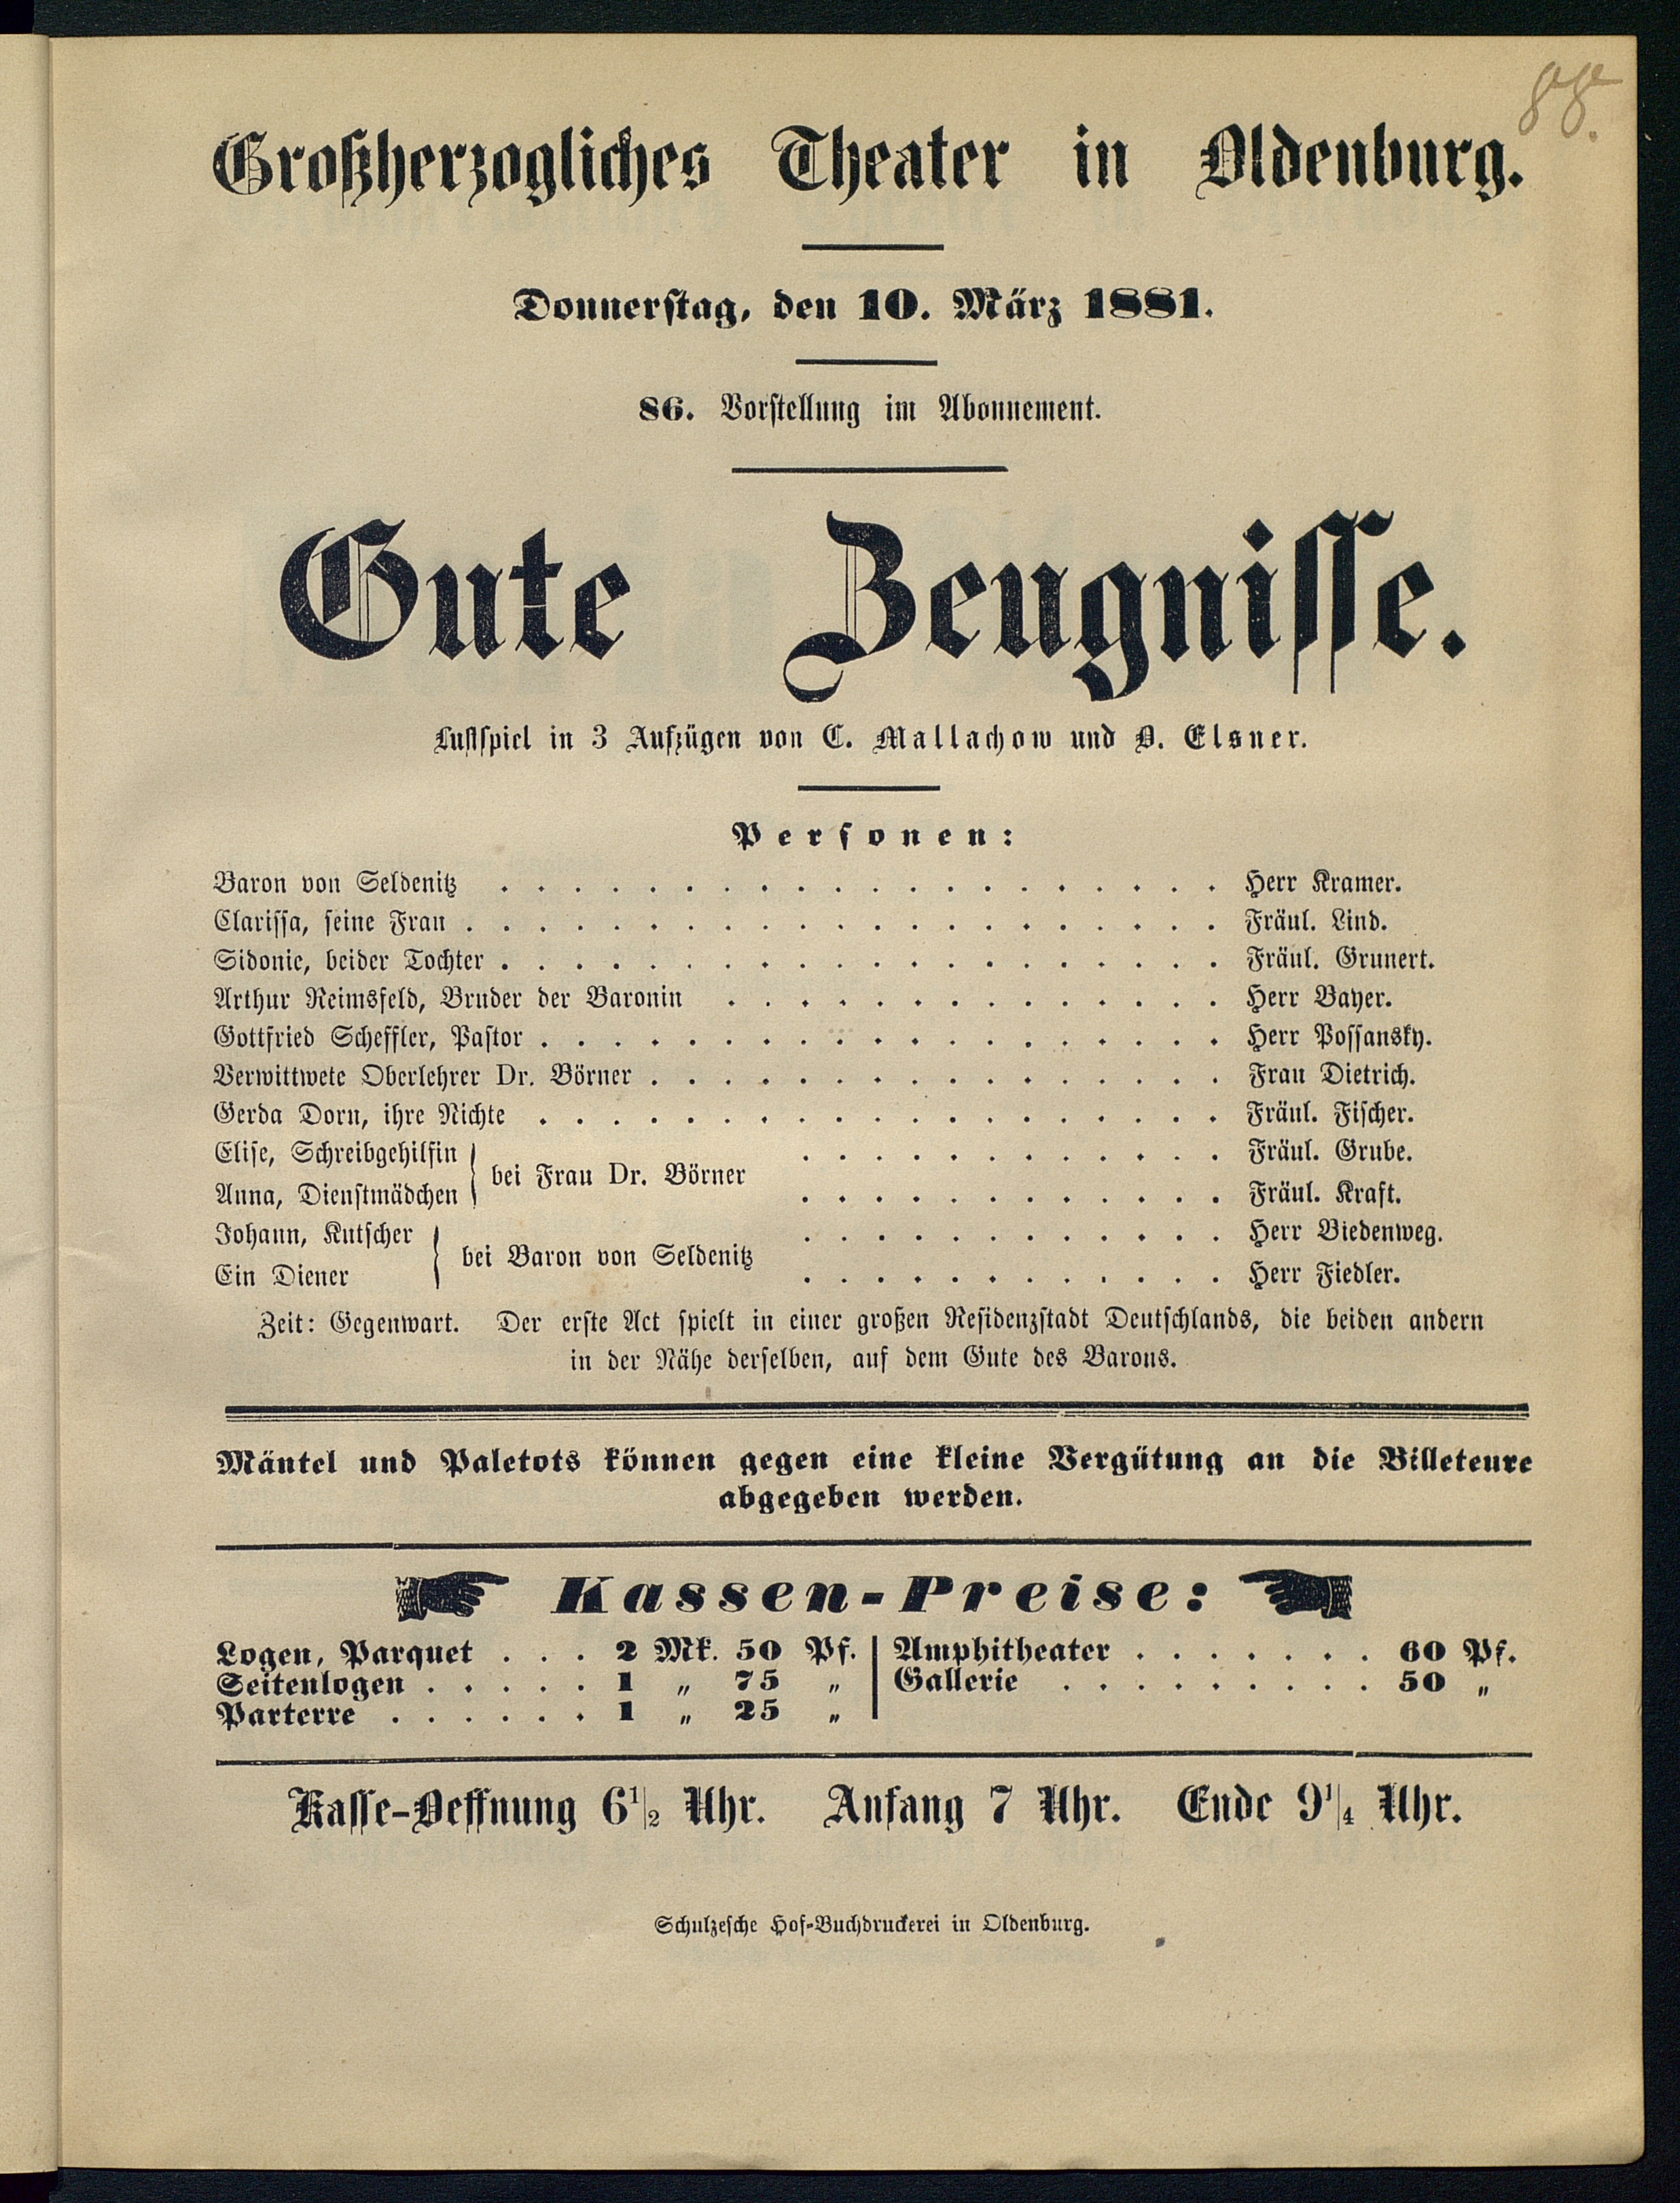 88.
Großherzogliches Theater in Oldenburg.
Donnerstag, den 10. März 1881.
86. Vorstellung im Abonnement.
Gute Zeugnisse.
Lustspiel in 3 Aufzügen von C. Mallachow und O. Elsner.
Personen:
Baron von Seldenitz . . . . . . . . . . . . . . . . . . . . Herr Kramer.
Clarissa, seine Frau . . . . . . . . . . . . . . . . . . . . . Fräul. Lind.
Sidonie, beider Tochter . . . . . . . . . . . . . . . . . . . . Fräul. Grunert.
Arthur Reimsfeld, Bruder der Baronin . . . . . . . . . . . . . . Herr Bayer.
Gottfried Scheffler, Pastor . . . . . . . . . . . . . . . . . . . Herr Possansky.
Verwittwete Oberlehrer Dr. Börner . . . . . . . . . . . . . . . . Frau Dietrich.
Gerda Dorn, ihre Nichte . . . . . . . . . . . . . . . . . . . Fräul. Fischer.
Elise, Schreibgehilfin } bei Frau Dr. Börner . . . . . . . . . . . . Fräul. Grube.
Anna, Dienstmädchen . . . . . . . . . . . . Fräul. Kraft.
Johann, Kutscher } bei Baron von Seldenitz . . . . . . . . . . . . Herr Biedenweg.
Ein Diener . . . . . . . . . . . . Herr Fiedler.
Zeit: Gegenwart. Der erste Act spielt in einer großen Residenzstadt Deutschlands, die beiden andern
in der Nähe derselben, auf dem Gute des Barons.
Mäntel und Paletots können gegen eine kleine Vergütung an die Billeteure
abgegeben werden.
Kassen-Preise:
Logen, Parquet . . . 2 Mk. 50 Pf. | Amphitheater . . . . . . . 60 Pf.
Seitenlogen . . . . . 1 „ 75 „ | Gallerie . . . . . . . . . 50 „
Parterre . . . . . . 1 „ 25 „
Kasse-Oeffnung 6 1/2 Uhr. Anfang 7 Uhr. Ende 9 1/4 Uhr.
Schulzesche Hof-Buchdruckerei in Oldenburg.